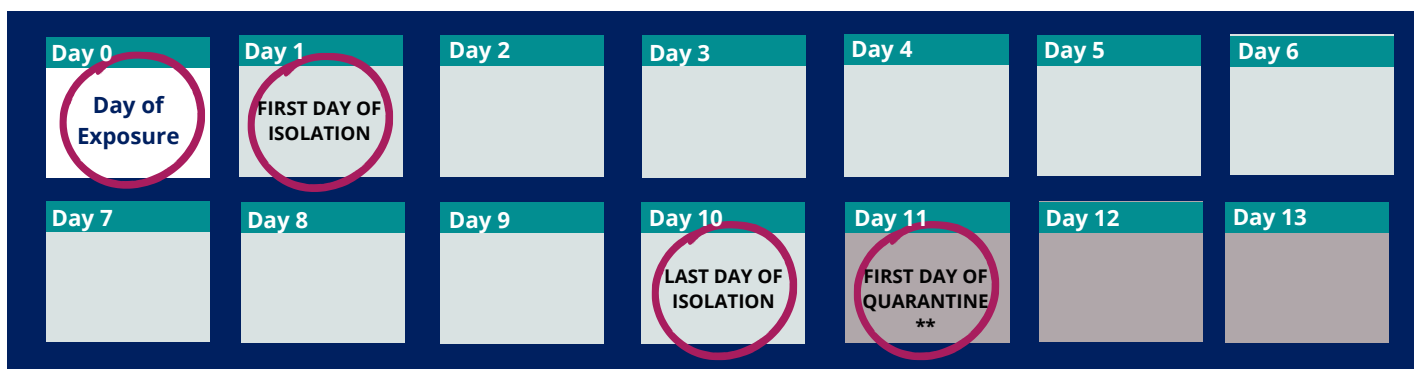 Day 0
Day 1
Day 2
Day 3
Day 4
Day 5
Day 6
Day of
Exposure
FIRST DAY OF
ISOLATION
Day 7
Day 8
Day 9
Day 10
Day 11
Day 12
Day 13
LAST DAY OF
ISOLATION
FIRST DAY OF
QUARANTINE
**